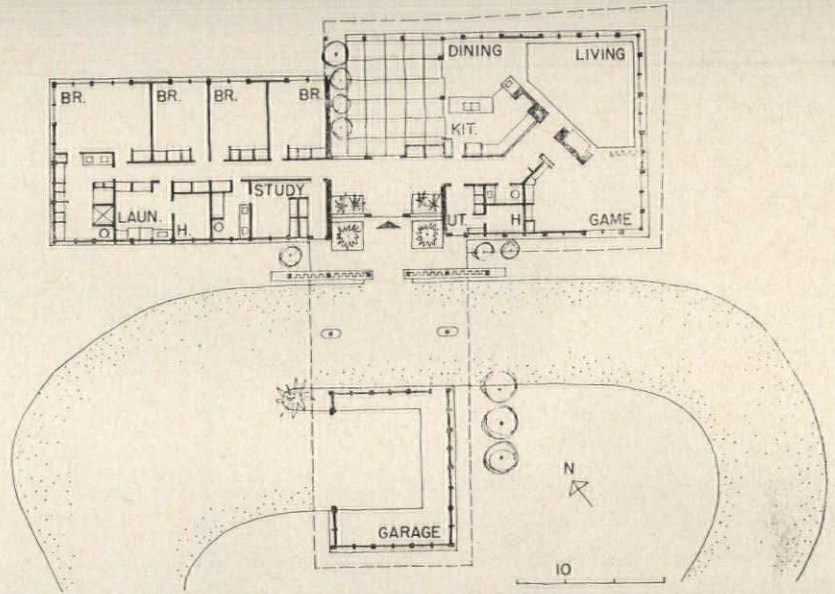 DINING
LIVING
BR.
BR.
BR.
BR.
KIT.
STUDY
LAUN.
H.
UT.
H.
GAME
N
GARAGE
10